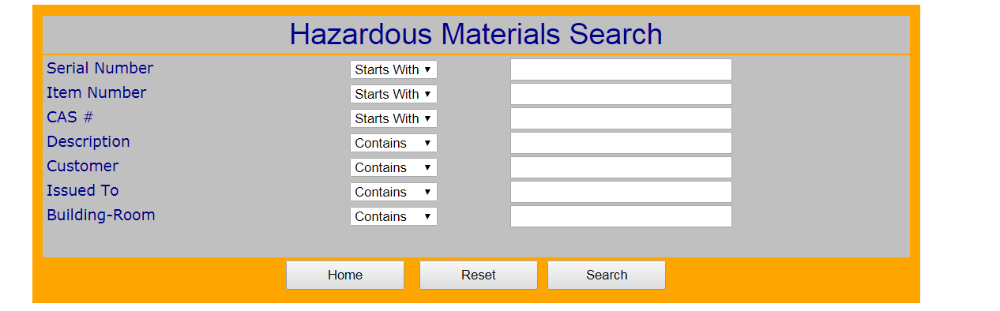 Hazardous Materials Search
Serial Number Starts With
Item Number Starts With
CAS # Starts With
Description Contains
Customer Contains
Issued To Contains
Building-Room Contains
Home Reset Search